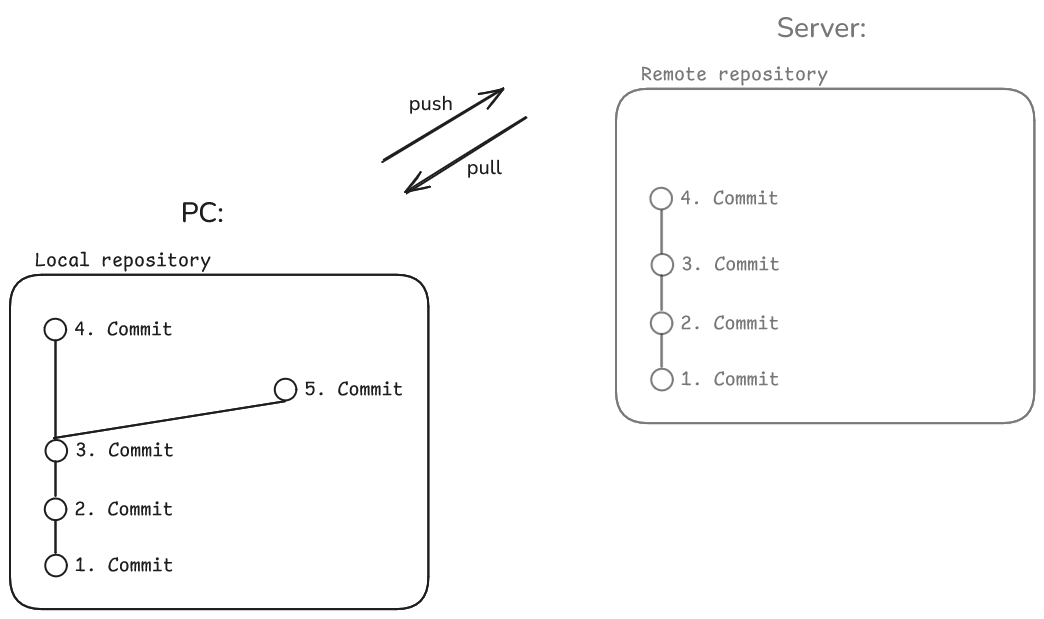 Server:
Remote repository
push
pull
4. Commit
3. Commit
2. Commit
1. Commit
PC:
Local repository
4. Commit
5. Commit
3. Commit
2. Commit
1. Commit